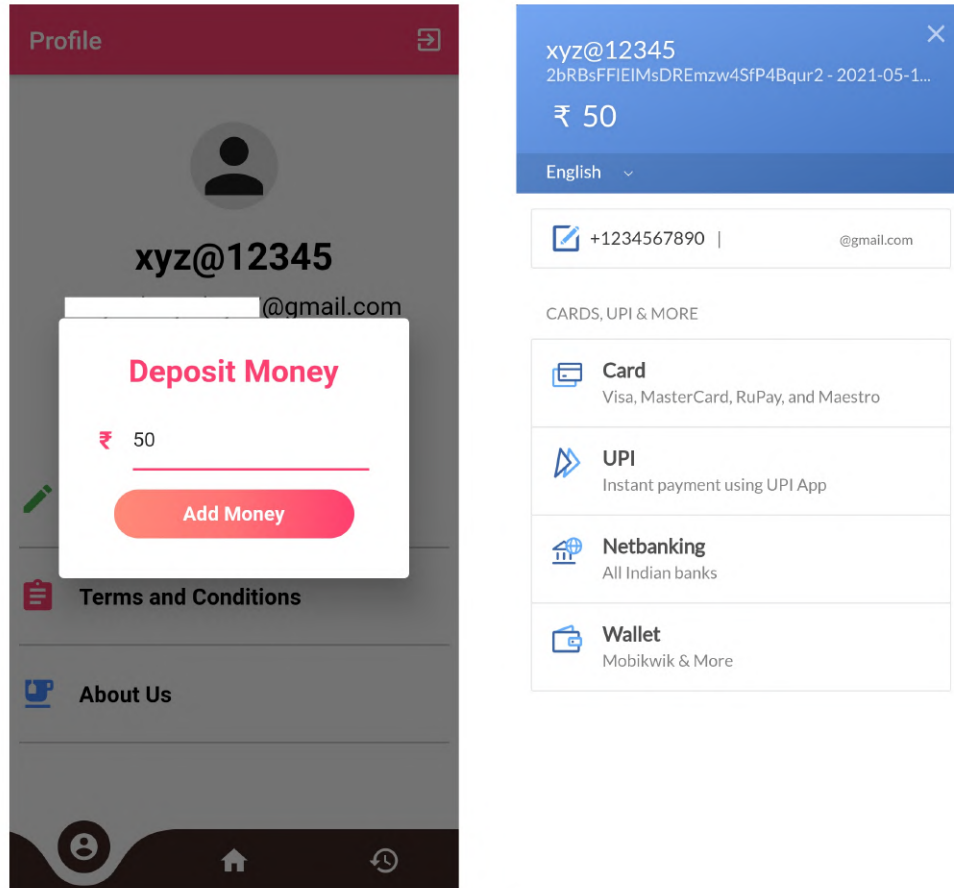 Profile
xyz@12345
@gmail.com
Deposit Money
₹ 50
Add Money
Terms and Conditions
About Us
xyz@12345
2bRBsFFIEIMsDREmzw4SfP4Bqur2 - 2021-05-1...
₹ 50
English
+1234567890 | @gmail.com
CARDS, UPI & MORE
Card
Visa, MasterCard, RuPay, and Maestro
UPI
Instant payment using UPI App
Netbanking
All Indian banks
Wallet
Mobikwik & More